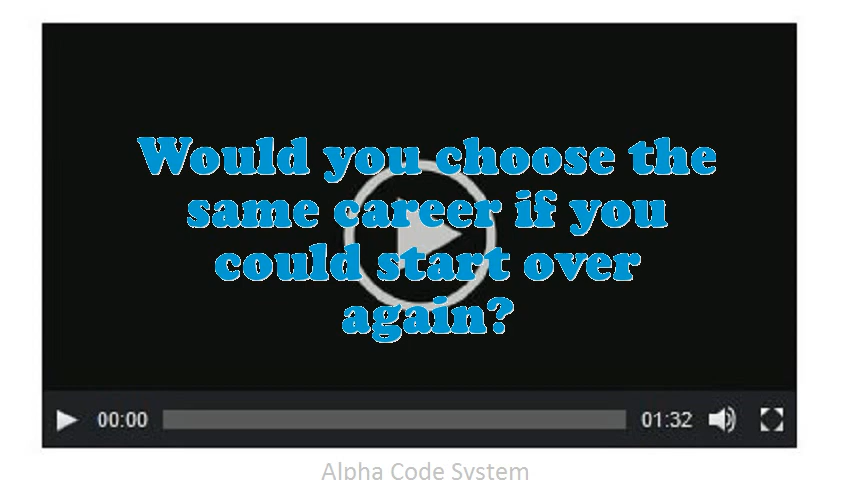 Would you choose the
same career if you
could start over
again?
00:00
01:32
Alpha Code System